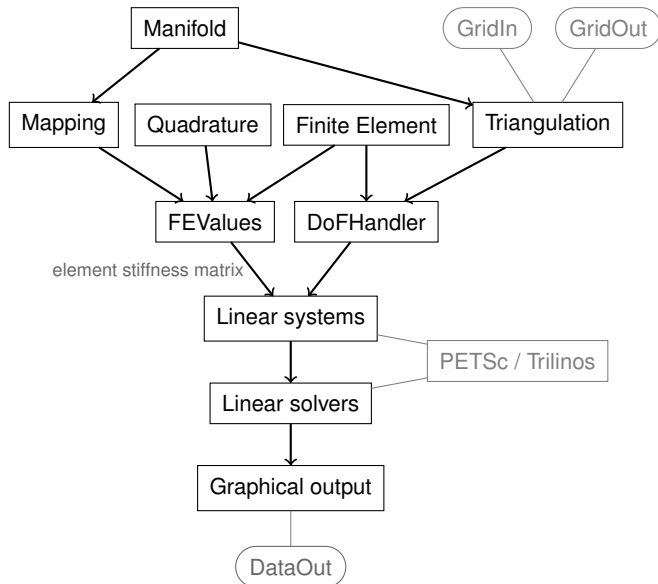 Manifold
GridIn
GridOut
Mapping
Quadrature
Finite Element
Triangulation
FEValues
DoFHandler
element stiffness matrix
Linear systems
PETSc / Trilinos
Linear solvers
Graphical output
DataOut